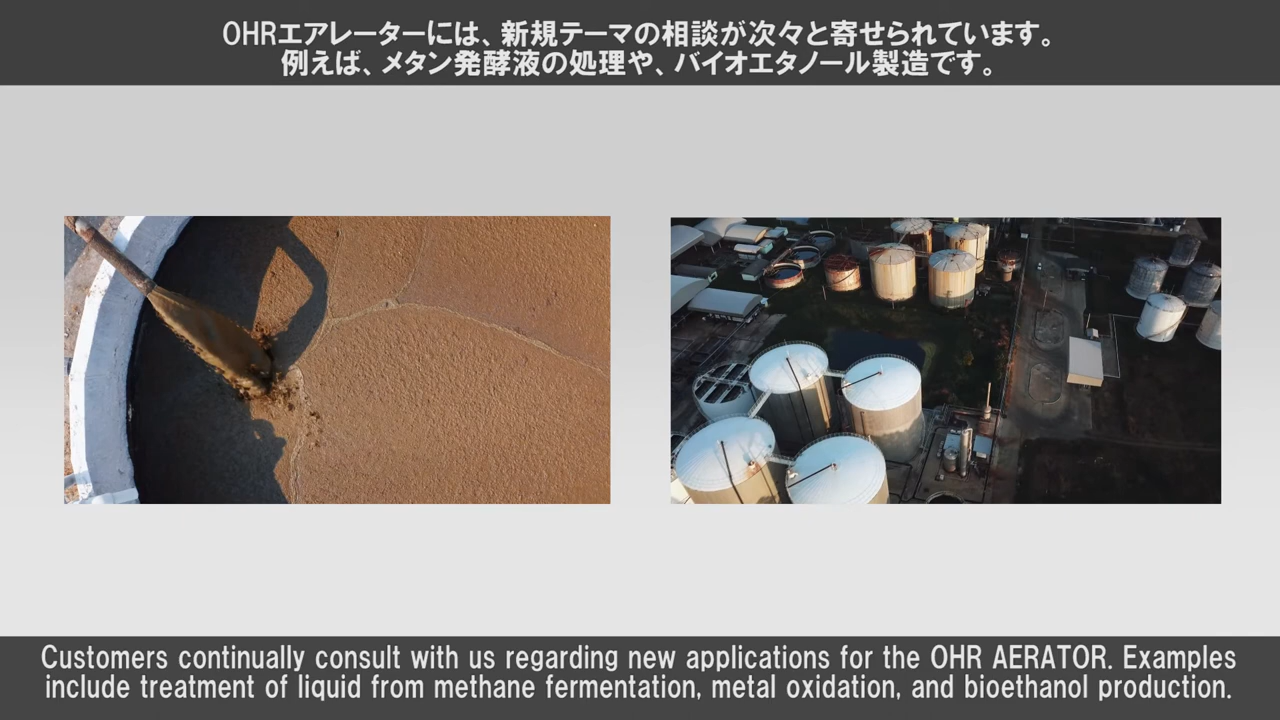 OHRエアレーターには、新規テーマの相談が次々と寄せられています。
例えば、メタン発酵液の処理や、バイオエタノール製造です。
Customers continually consult with us regarding new applications for the OHR AERATOR. Examples
include treatment of liquid from methane fermentation, metal oxidation, and bioethanol production.